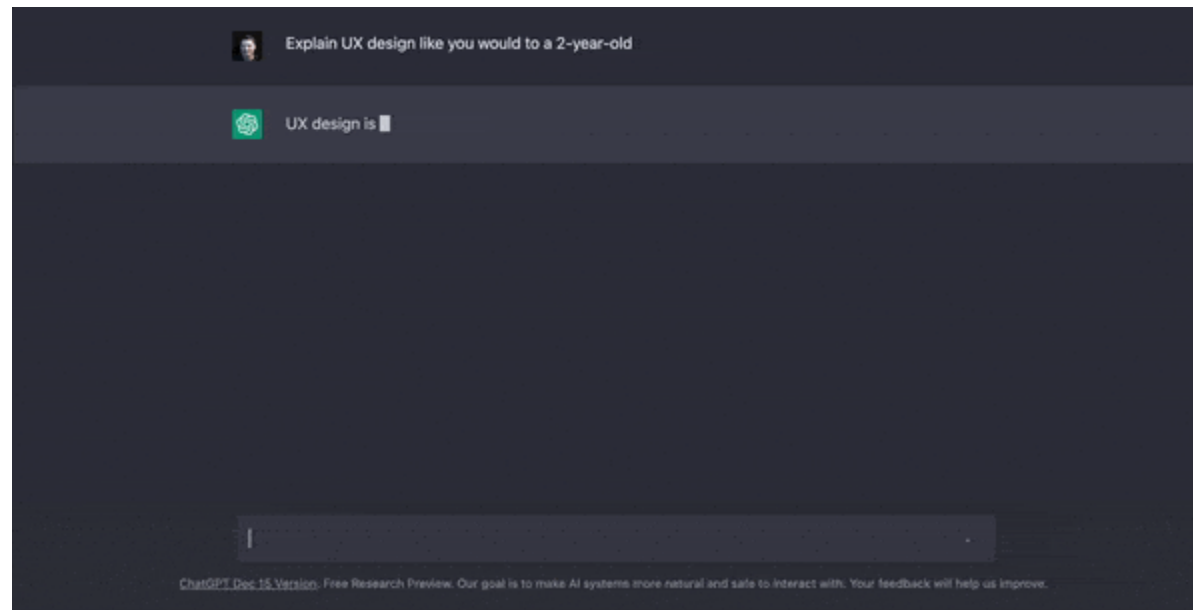 Explain UX design like you would to a 2-year-old
UX design is
ChatGPT Dec 15 Version. Free Research Preview. Our goal is to make AI systems more natural and safe to interact with. Your feedback will help us improve.